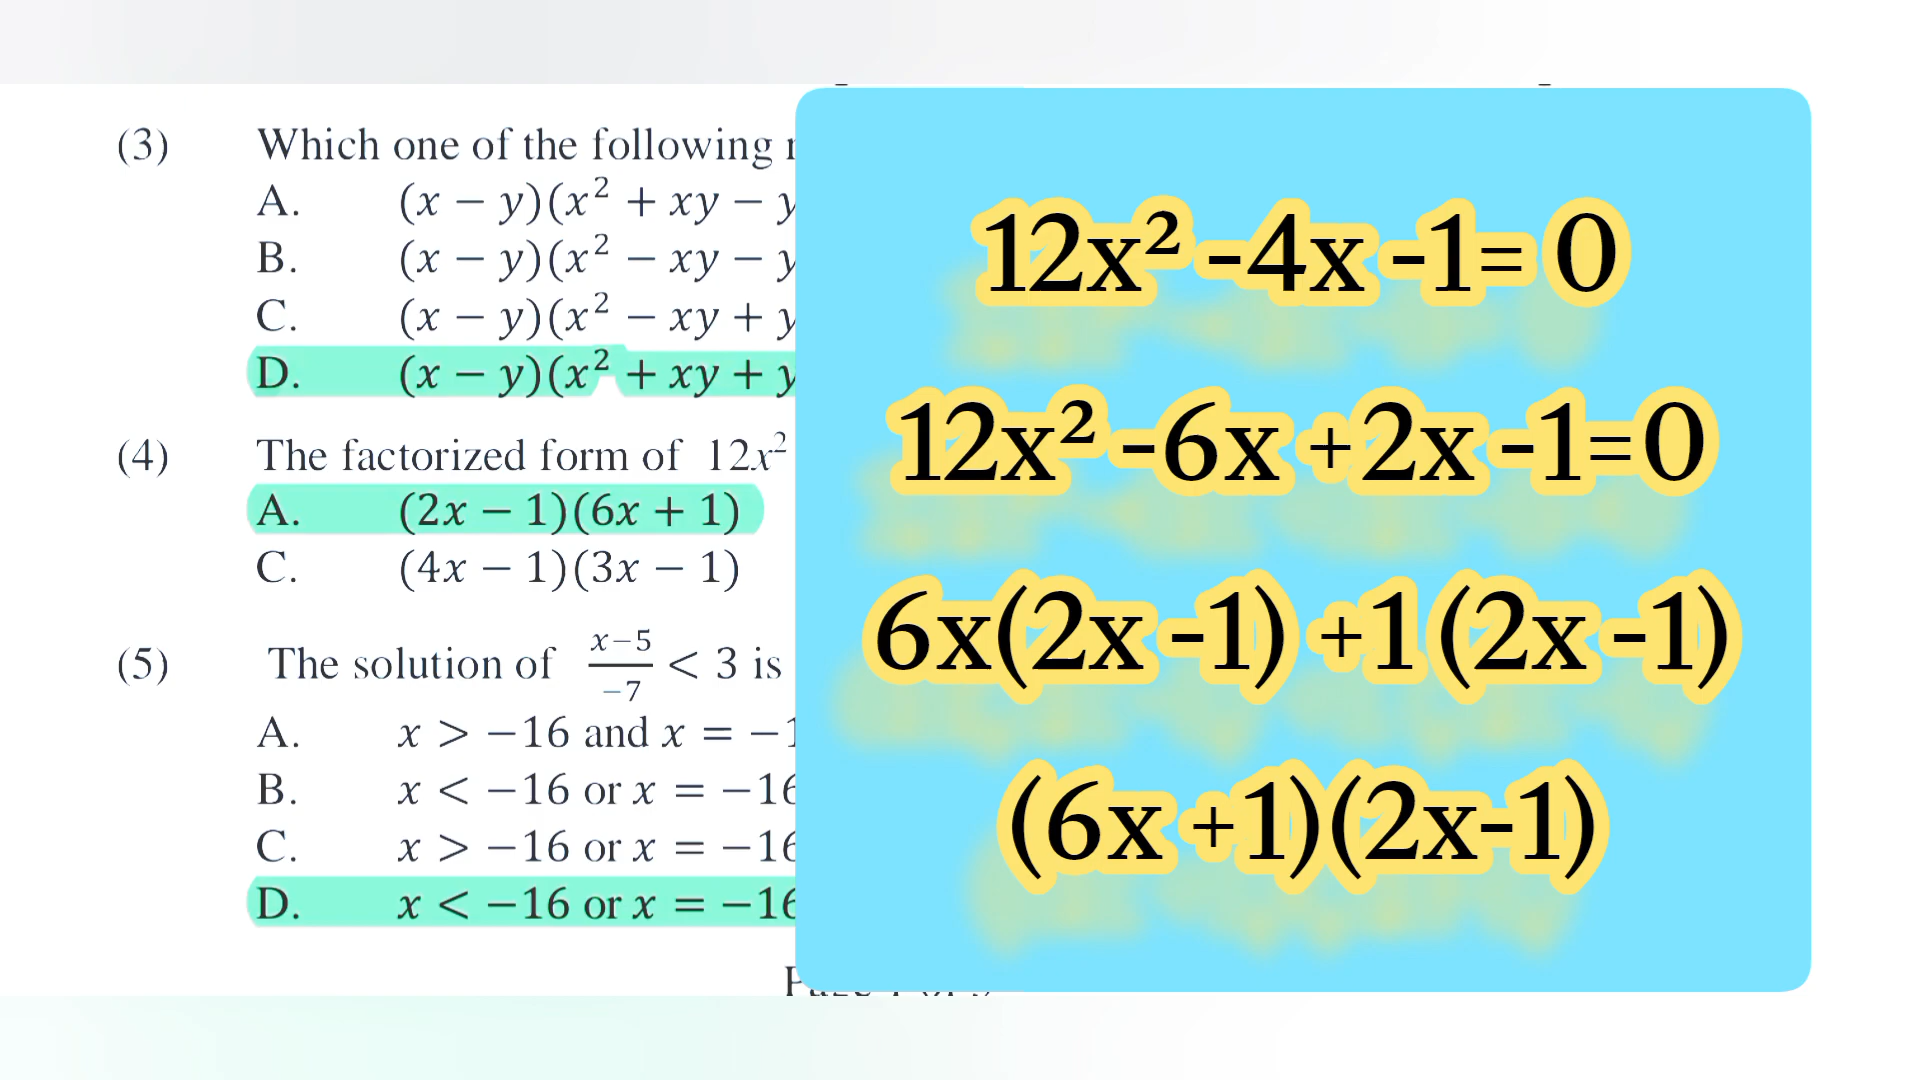 (3) Which one of the following
A. (x − y)(x² + xy −
B. (x − y)(x² − xy −
C. (x − y)(x² − xy +
D. (x − y)(x² + xy +
(4) The factorized form of 12x²
A. (2x − 1)(6x + 1)
C. (4x − 1)(3x − 1)
(5) The solution of (x−5)/−7 < 3 is
A. x > −16 and x = −1
B. x < −16 or x = −16
C. x > −16 or x = −16
D. x < −16 or x = −16
12x² -4x -1= 0
12x² -6x +2x -1=0
6x(2x -1) +1(2x -1)
(6x +1)(2x-1)